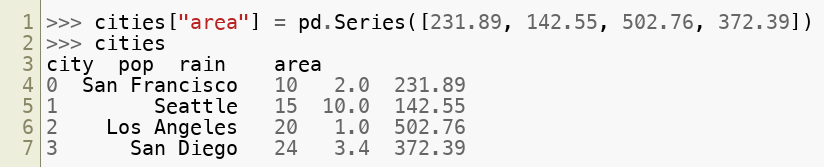 1 >>> cities["area"] = pd.Series([231.89, 142.55, 502.76, 372.39])
2 >>> cities
3 city  pop  rain    area
4 0  San Francisco   10   2.0  231.89
5 1        Seattle   15  10.0  142.55
6 2    Los Angeles   20   1.0  502.76
7 3      San Diego   24   3.4  372.39